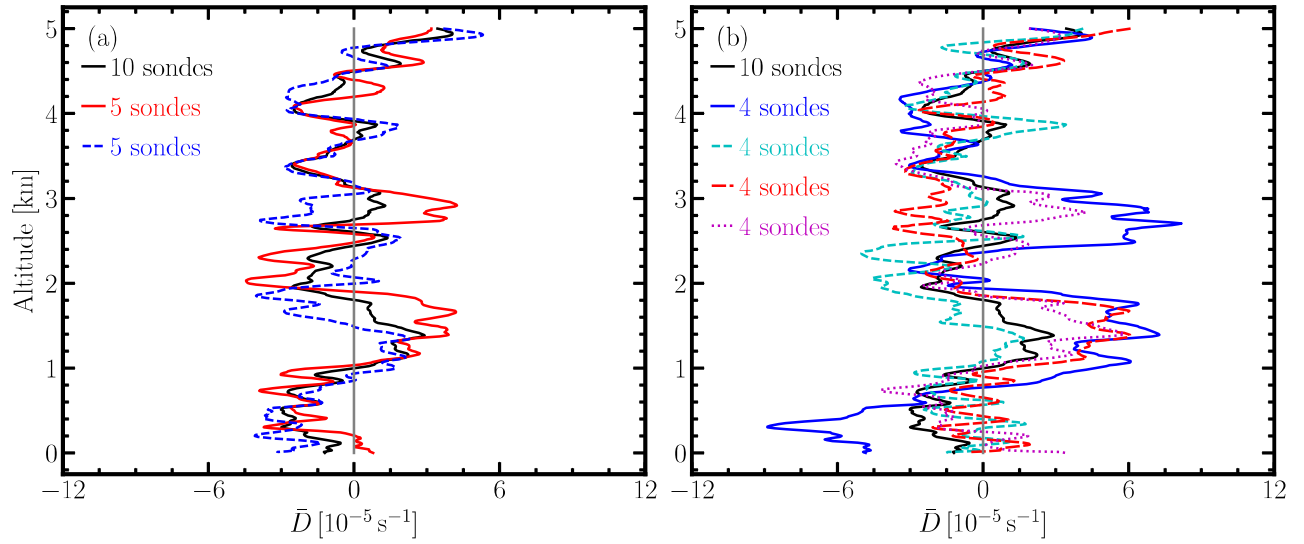 (a)
10 sondes
5 sondes
5 sondes
5
4
3
2
1
0
Altitude [km]
−12 −6 0 6 12
D̄ [10⁻⁵ s⁻¹]
(b)
10 sondes
4 sondes
4 sondes
4 sondes
4 sondes
5
4
3
2
1
0
−12 −6 0 6 12
D̄ [10⁻⁵ s⁻¹]